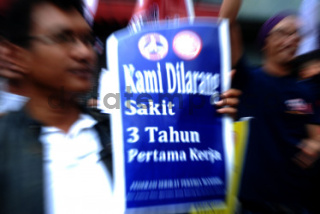 Kami Dilarang
Sakit
3 Tahun
Pertama Kerja